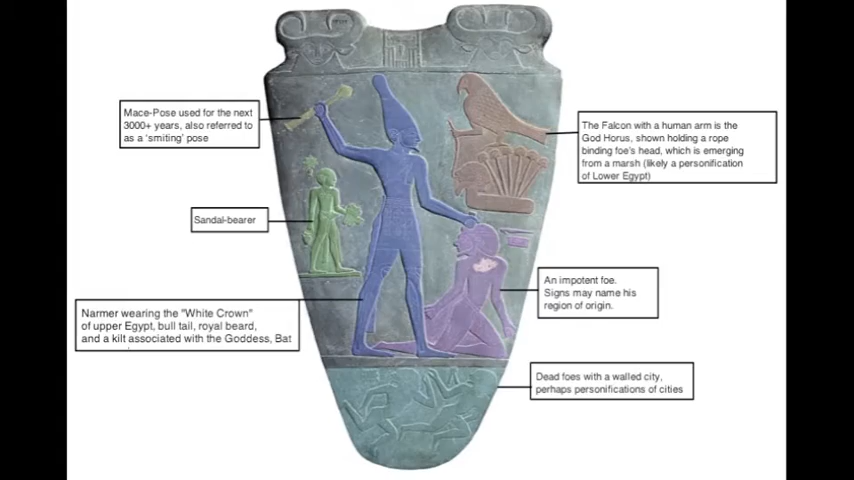 Mace-Pose used for the next
3000+ years, also referred to
as a 'smiting' pose
The Falcon with a human arm is the
God Horus, shown holding a rope
binding foe's head, which is emerging
from a marsh (likely a personification
of Lower Egypt)
Sandal-bearer
An impotent foe.
Signs may name his
region of origin.
Narmer wearing the "White Crown"
of upper Egypt, bull tail, royal beard,
and a kilt associated with the Goddess, Bat
Dead foes with a walled city,
perhaps personifications of cities